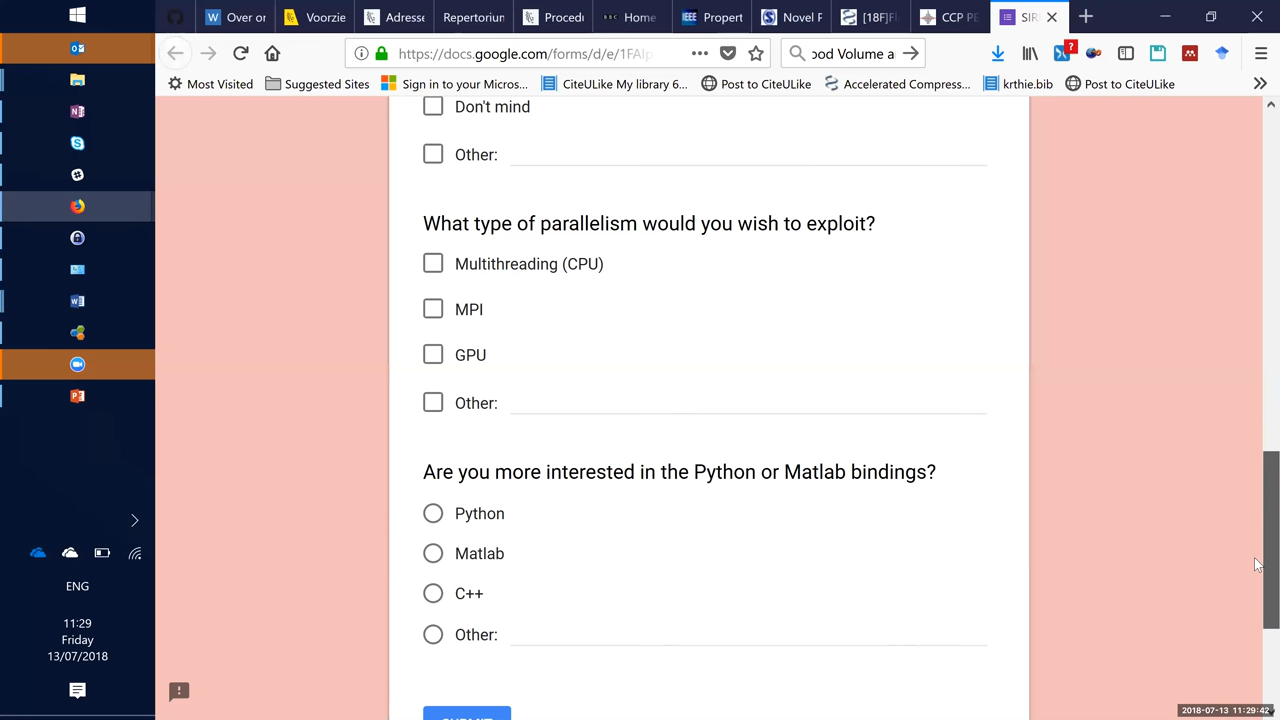 Over or
Voorzie
Adresse
Repertorium
Procedu
BBC Home
IEEE Propert
Novel P
[18F]Fl
CCP PE
SIR
https://docs.google.com/forms/d/e/1FAIp
ood Volume a
?
Most Visited
Suggested Sites
Sign in to your Micros...
CiteULike My library 6...
Post to CiteULike
Accelerated Compress...
krthie.bib
Post to CiteULike
Don't mind
Other:
What type of parallelism would you wish to exploit?
Multithreading (CPU)
MPI
GPU
Other:
Are you more interested in the Python or Matlab bindings?
Python
Matlab
C++
Other:
ENG
11:29
Friday
13/07/2018
2018-07-13 11:29:42